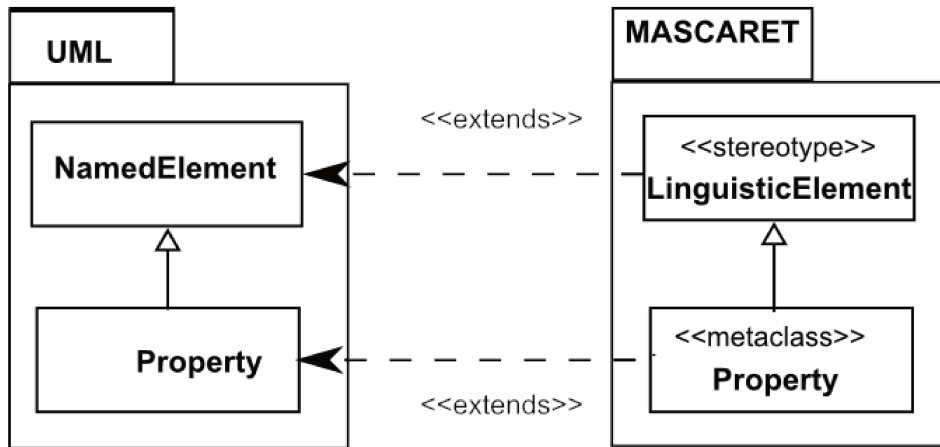 UML
MASCARET
<<extends>>
NamedElement
<<stereotype>>
LinguisticElement
Property
<<metaclass>>
Property
<<extends>>